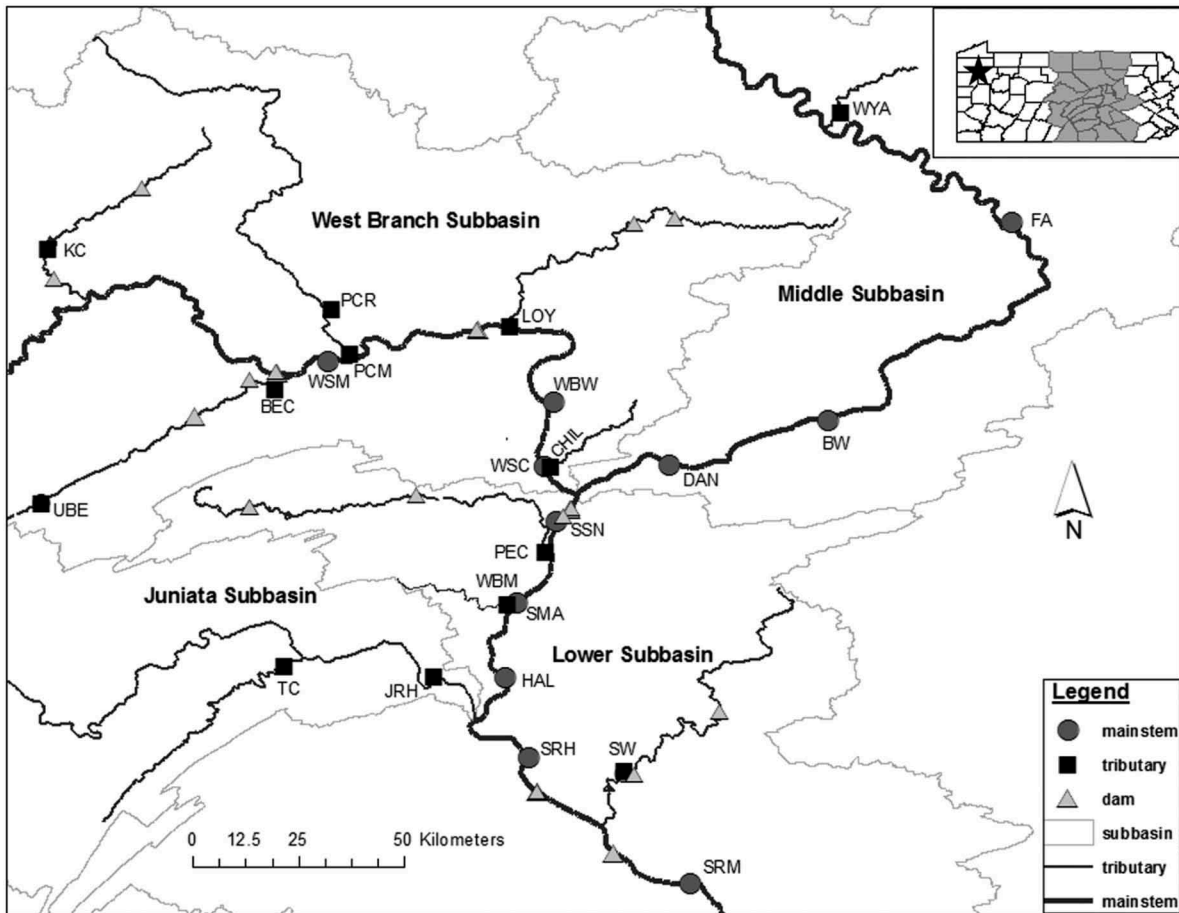 WYA
FA
West Branch Subbasin
KC
Middle Subbasin
PCR
LOY
PCM
WSM
BEC
WBW
CHIL
BW
WSC
DAN
UBE
SSN
N
PEC
WBM
Juniata Subbasin
SMA
Lower Subbasin
TC
JRH
HAL
SRH
SW
SRM
0 12.5 25 50 Kilometers
Legend
mainstem
tributary
dam
subbasin
tributary
mainstem